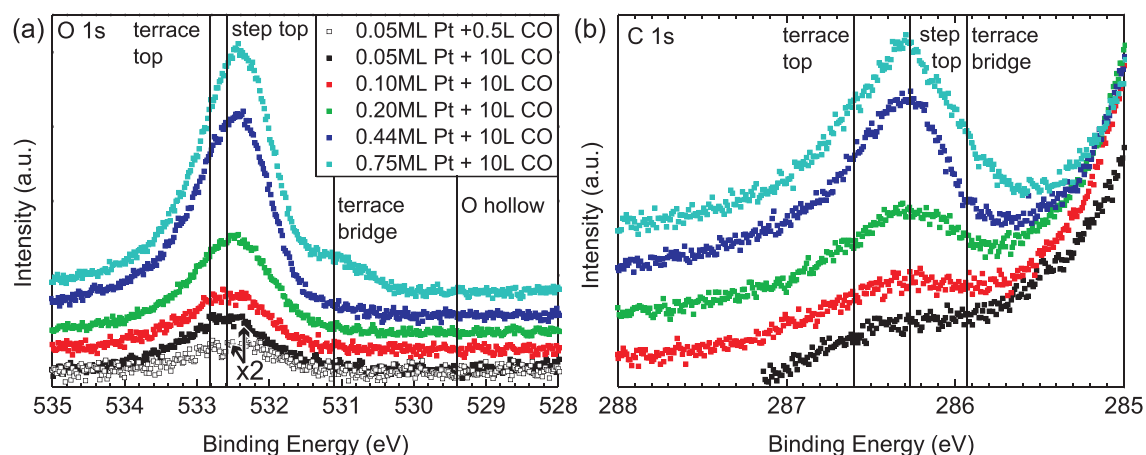 (a) O 1s
terrace
top
step top
0.05ML Pt +0.5L CO
0.05ML Pt + 10L CO
0.10ML Pt + 10L CO
0.20ML Pt + 10L CO
0.44ML Pt + 10L CO
0.75ML Pt + 10L CO
terrace
bridge
O hollow
x2
Intensity (a.u.)
535 534 533 532 531 530 529 528
Binding Energy (eV)
(b) C 1s
terrace
top
step
top
terrace
bridge
Intensity (a.u.)
288 287 286 285
Binding Energy (eV)